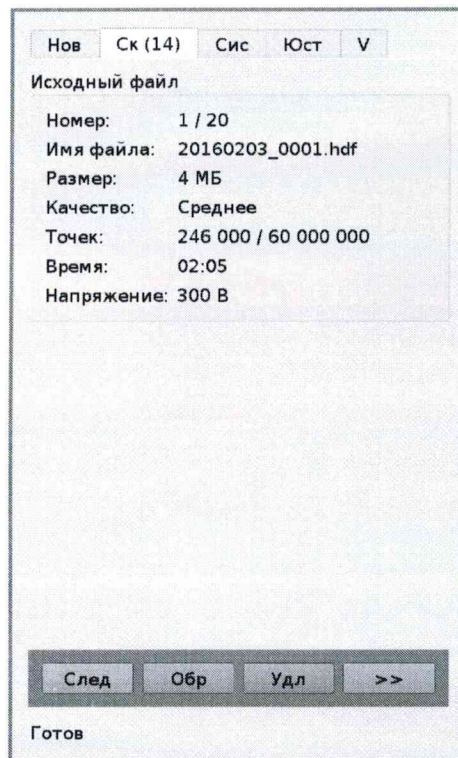 Нов Ск (14) Сис Юст V
Исходный файл
Номер: 1 / 20
Имя файла: 20160203_0001.hdf
Размер: 4 МБ
Качество: Среднее
Точек: 246 000 / 60 000 000
Время: 02:05
Напряжение: 300 В
След Обр Удл >>
Готов